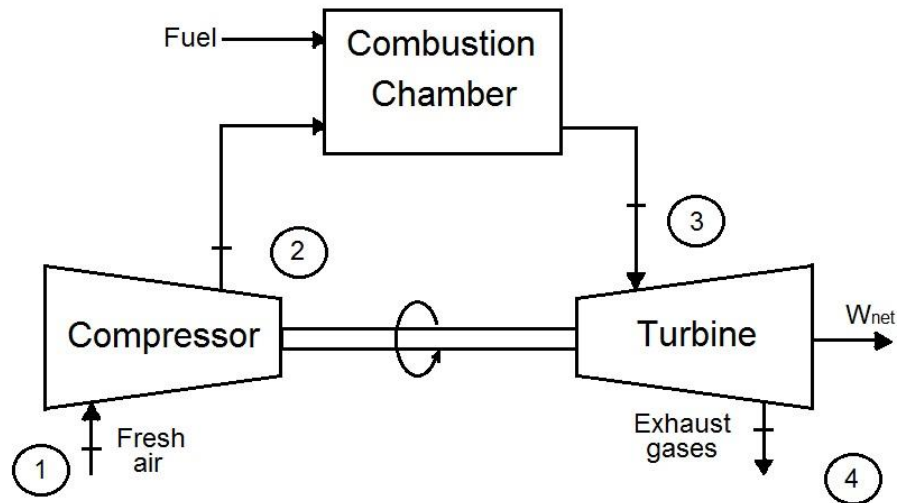 Fuel
Combustion
Chamber
2
3
Compressor
Turbine
Wnet
1
Fresh
air
Exhaust
gases
4